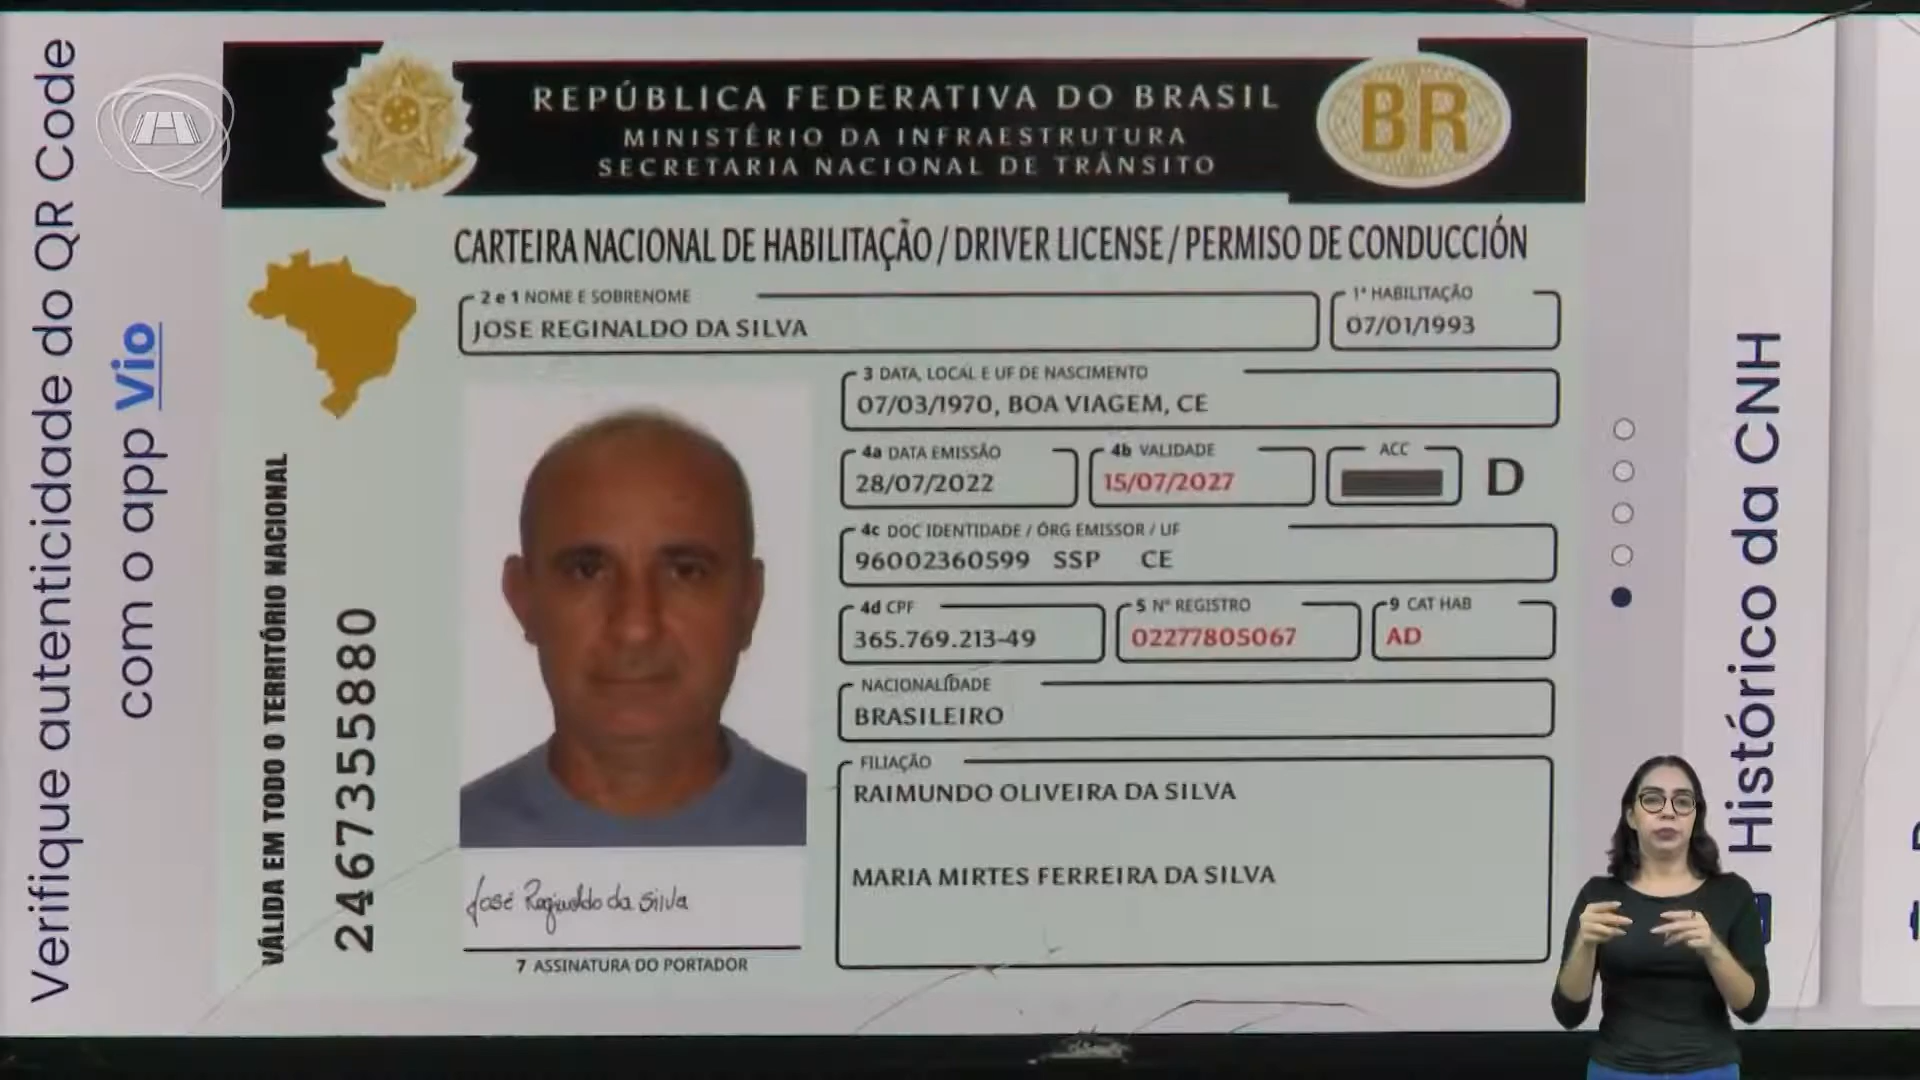 Verifique autenticidade do QR Code
com o app Vio
REPÚBLICA FEDERATIVA DO BRASIL
MINISTÉRIO DA INFRAESTRUTURA
SECRETARIA NACIONAL DE TRÂNSITO
BR
CARTEIRA NACIONAL DE HABILITAÇÃO / DRIVER LICENSE / PERMISO DE CONDUCCIÓN
2 e 1 NOME E SOBRENOME
JOSE REGINALDO DA SILVA
1ª HABILITAÇÃO
07/01/1993
3 DATA, LOCAL E UF DE NASCIMENTO
07/03/1970, BOA VIAGEM, CE
4a DATA EMISSÃO
28/07/2022
4b VALIDADE
15/07/2027
ACC
D
4c DOC IDENTIDADE / ÓRG EMISSOR / UF
96002360599 SSP CE
4d CPF
365.769.213-49
5 Nº REGISTRO
02277805067
9 CAT HAB
AD
NACIONALIDADE
BRASILEIRO
FILIAÇÃO
RAIMUNDO OLIVEIRA DA SILVA
MARIA MIRTES FERREIRA DA SILVA
VÁLIDA EM TODO O TERRITÓRIO NACIONAL
2467355880
José Reginaldo da Silva
7 ASSINATURA DO PORTADOR
Histórico da CNH